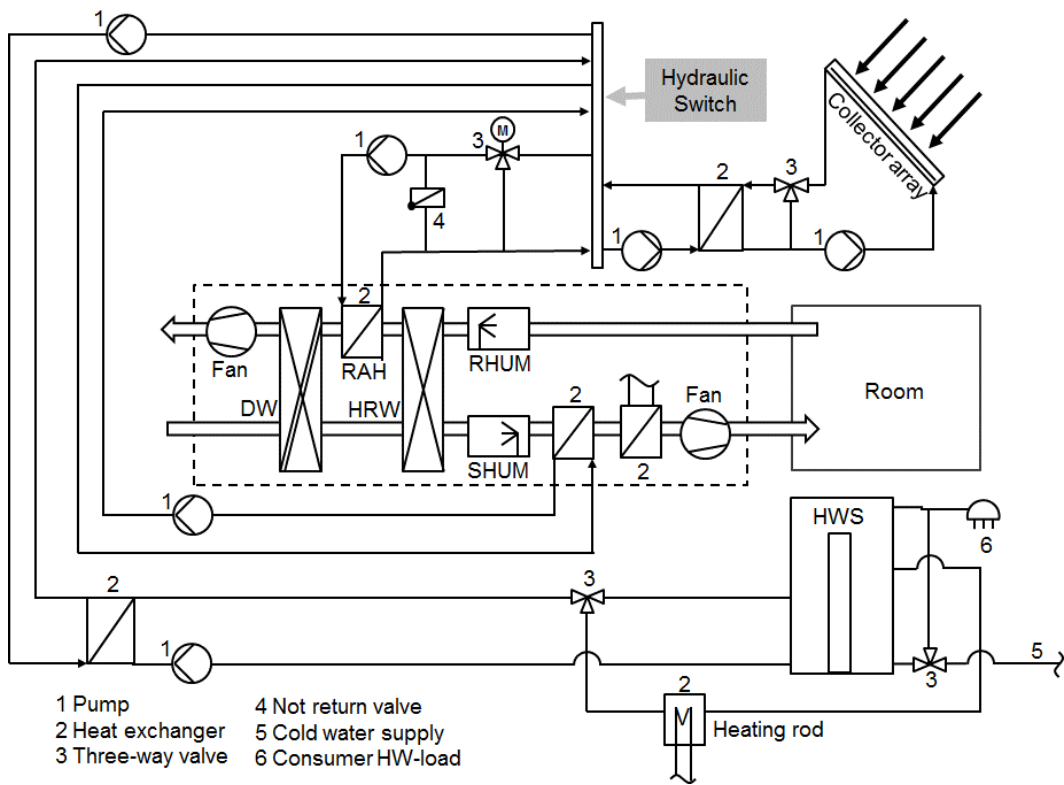 1
Hydraulic
Switch
Collector array
M
1
3
2
3
4
1
1
2
Fan
RAH
RHUM
DW
HRW
2
Fan
Room
SHUM
2
1
HWS
6
2
3
1
5
3
2
M
Heating rod
1 Pump
2 Heat exchanger
3 Three-way valve
4 Not return valve
5 Cold water supply
6 Consumer HW-load